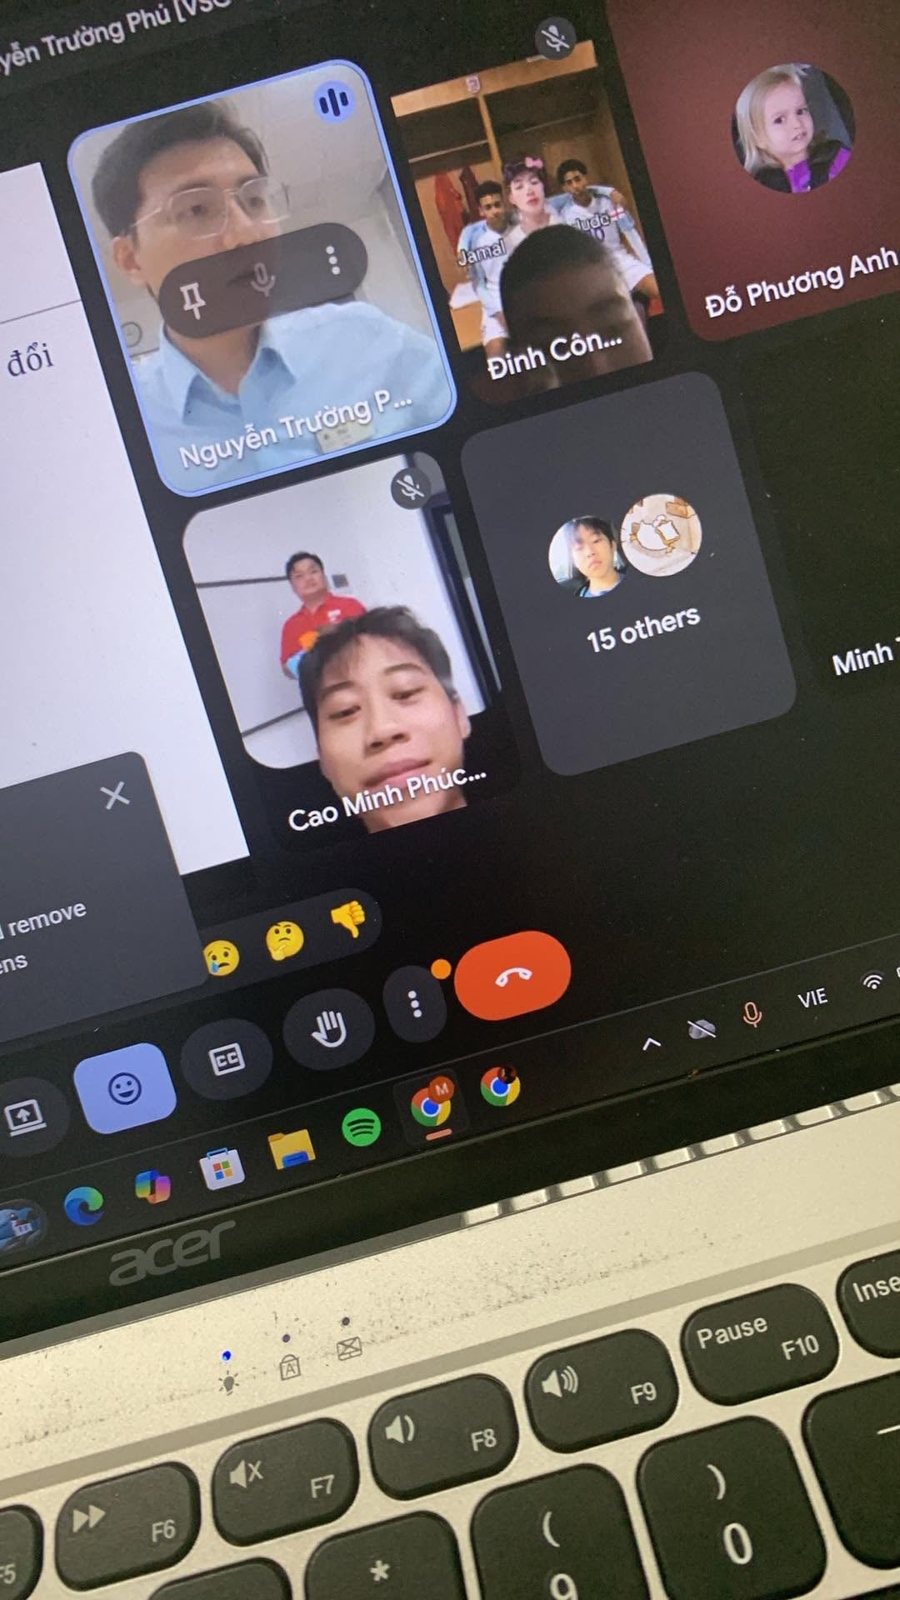 yễn Trường Phú [VSC
đổi
Nguyễn Trường P...
Jamal
Jude
Đinh Côn...
Đỗ Phương Anh
Cao Minh Phúc...
15 others
Minh T
remove
ens
CC
M
VIE
acer
A
F5
F6
F7
F8
F9
Pause
F10
Inse
*
(
9
)
0